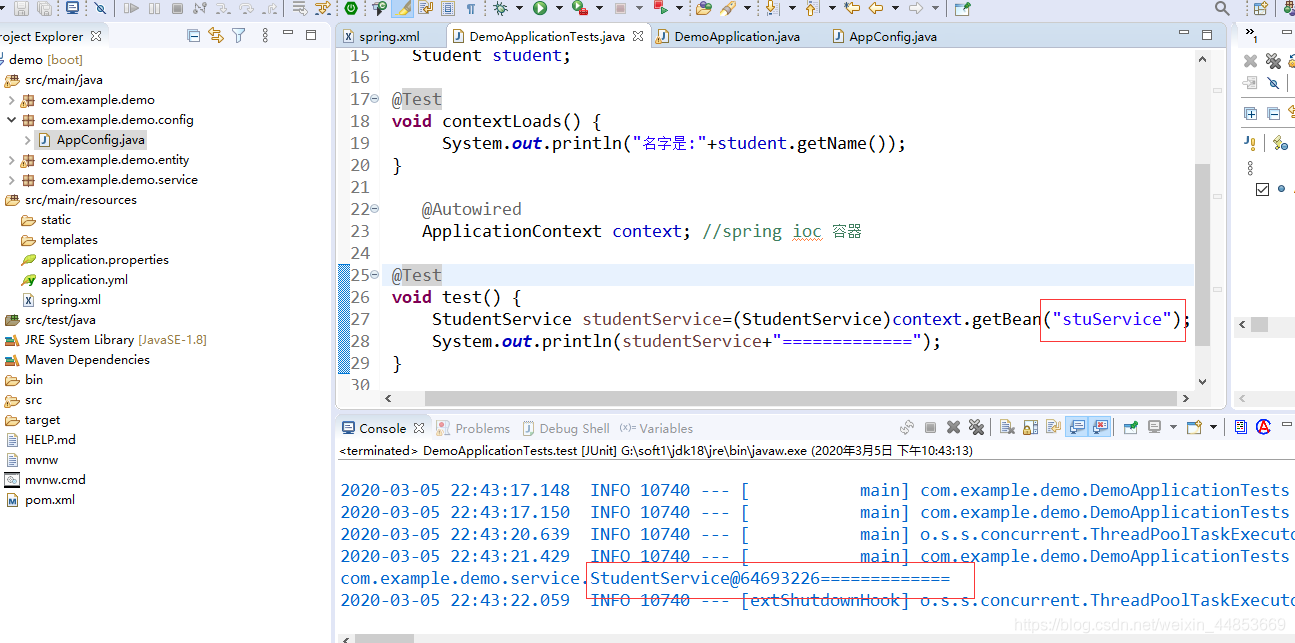 roject Explorer
demo [boot]
src/main/java
com.example.demo
com.example.demo.config
AppConfig.java
com.example.demo.entity
com.example.demo.service
src/main/resources
static
templates
application.properties
application.yml
spring.xml
src/test/java
JRE System Library [JavaSE-1.8]
Maven Dependencies
bin
src
target
HELP.md
mvnw
mvnw.cmd
pom.xml
spring.xml DemoApplicationTests.java DemoApplication.java AppConfig.java
»1
15 Student student;
16
17 @Test
18 void contextLoads() {
19 System.out.println("名字是:"+student.getName());
20 }
21
22 @Autowired
23 ApplicationContext context; //spring ioc 容器
24
25 @Test
26 void test() {
27 StudentService studentService=(StudentService)context.getBean("stuService");
28 System.out.println(studentService+"=============");
29 }
30
Console Problems Debug Shell (x)= Variables
<terminated> DemoApplicationTests.test [JUnit] G:\soft1\jdk18\jre\bin\javaw.exe (2020年3月5日 下午10:43:13)
2020-03-05 22:43:17.148 INFO 10740 --- [ main] com.example.demo.DemoApplicationTests
2020-03-05 22:43:17.150 INFO 10740 --- [ main] com.example.demo.DemoApplicationTests
2020-03-05 22:43:20.639 INFO 10740 --- [ main] o.s.s.concurrent.ThreadPoolTaskExecuto
2020-03-05 22:43:21.429 INFO 10740 --- [ main] com.example.demo.DemoApplicationTests
com.example.demo.service.StudentService@64693226=============
2020-03-05 22:43:22.059 INFO 10740 --- [extShutdownHook] o.s.s.concurrent.ThreadPoolTaskExecuto
https://blog.csdn.net/weixin_44853669